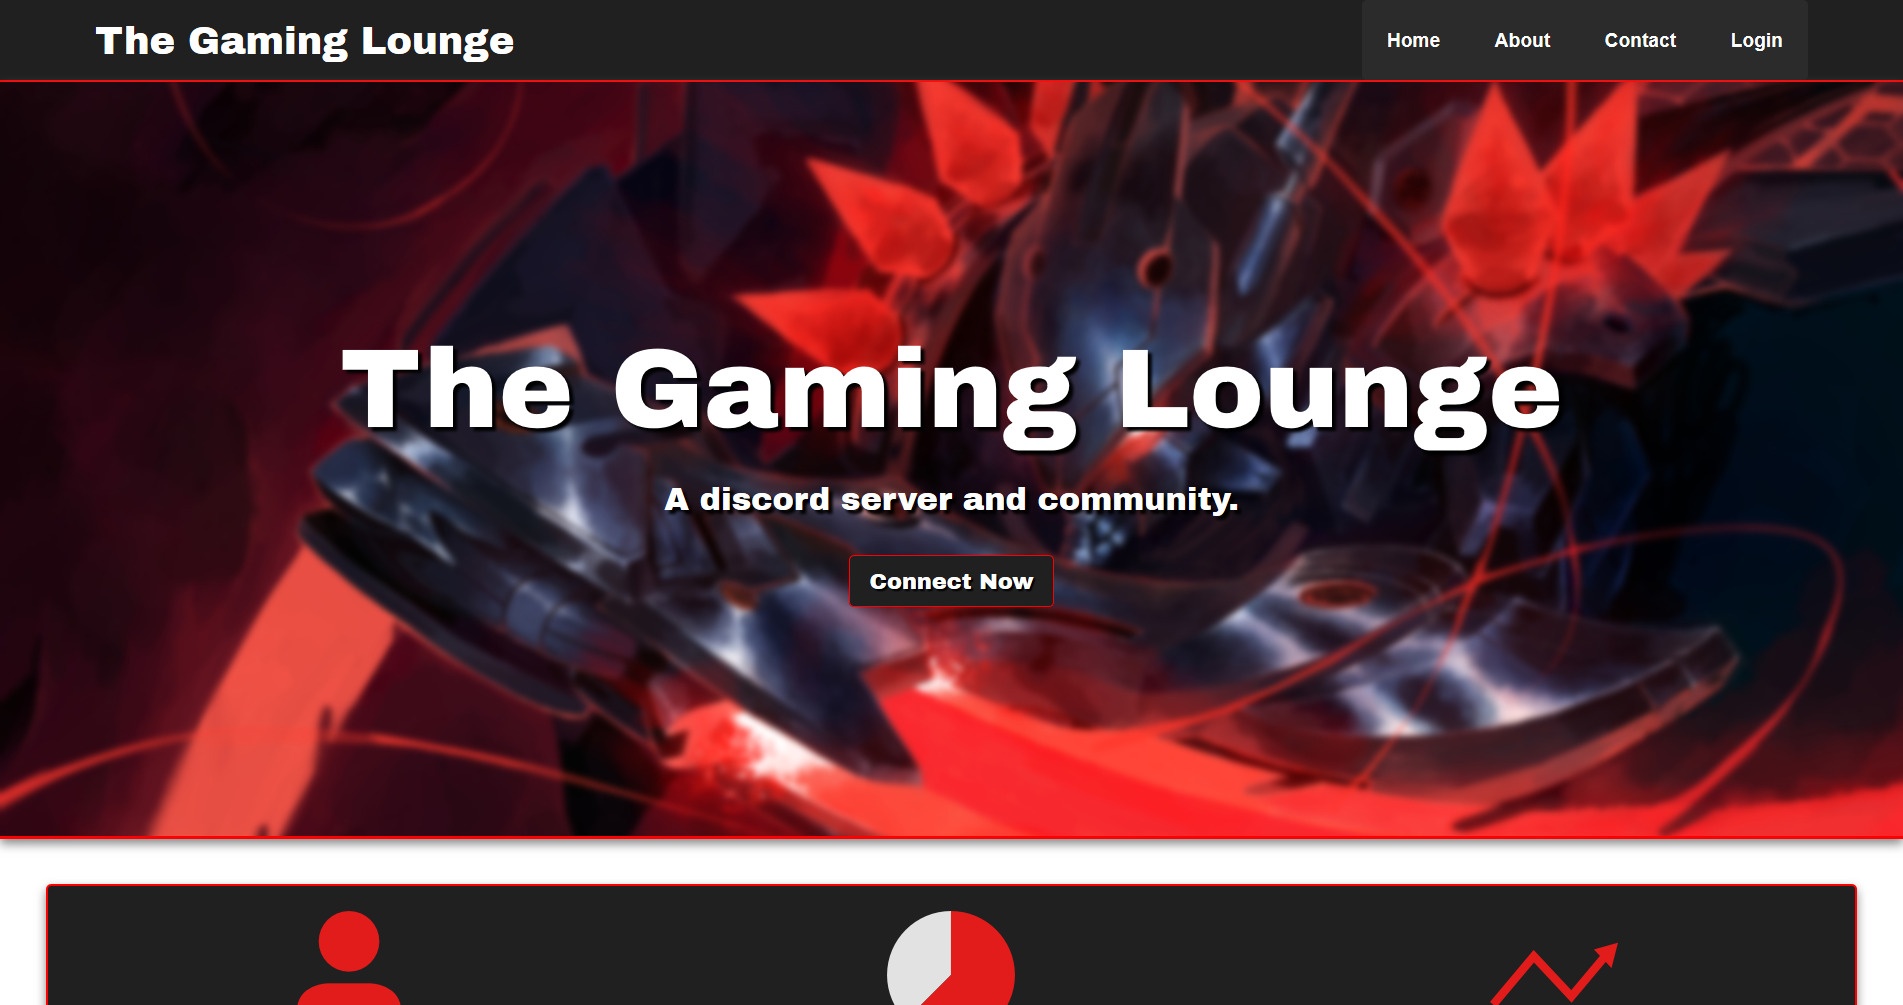 The Gaming Lounge
Home About Contact Login
The Gaming Lounge
A discord server and community.
Connect Now